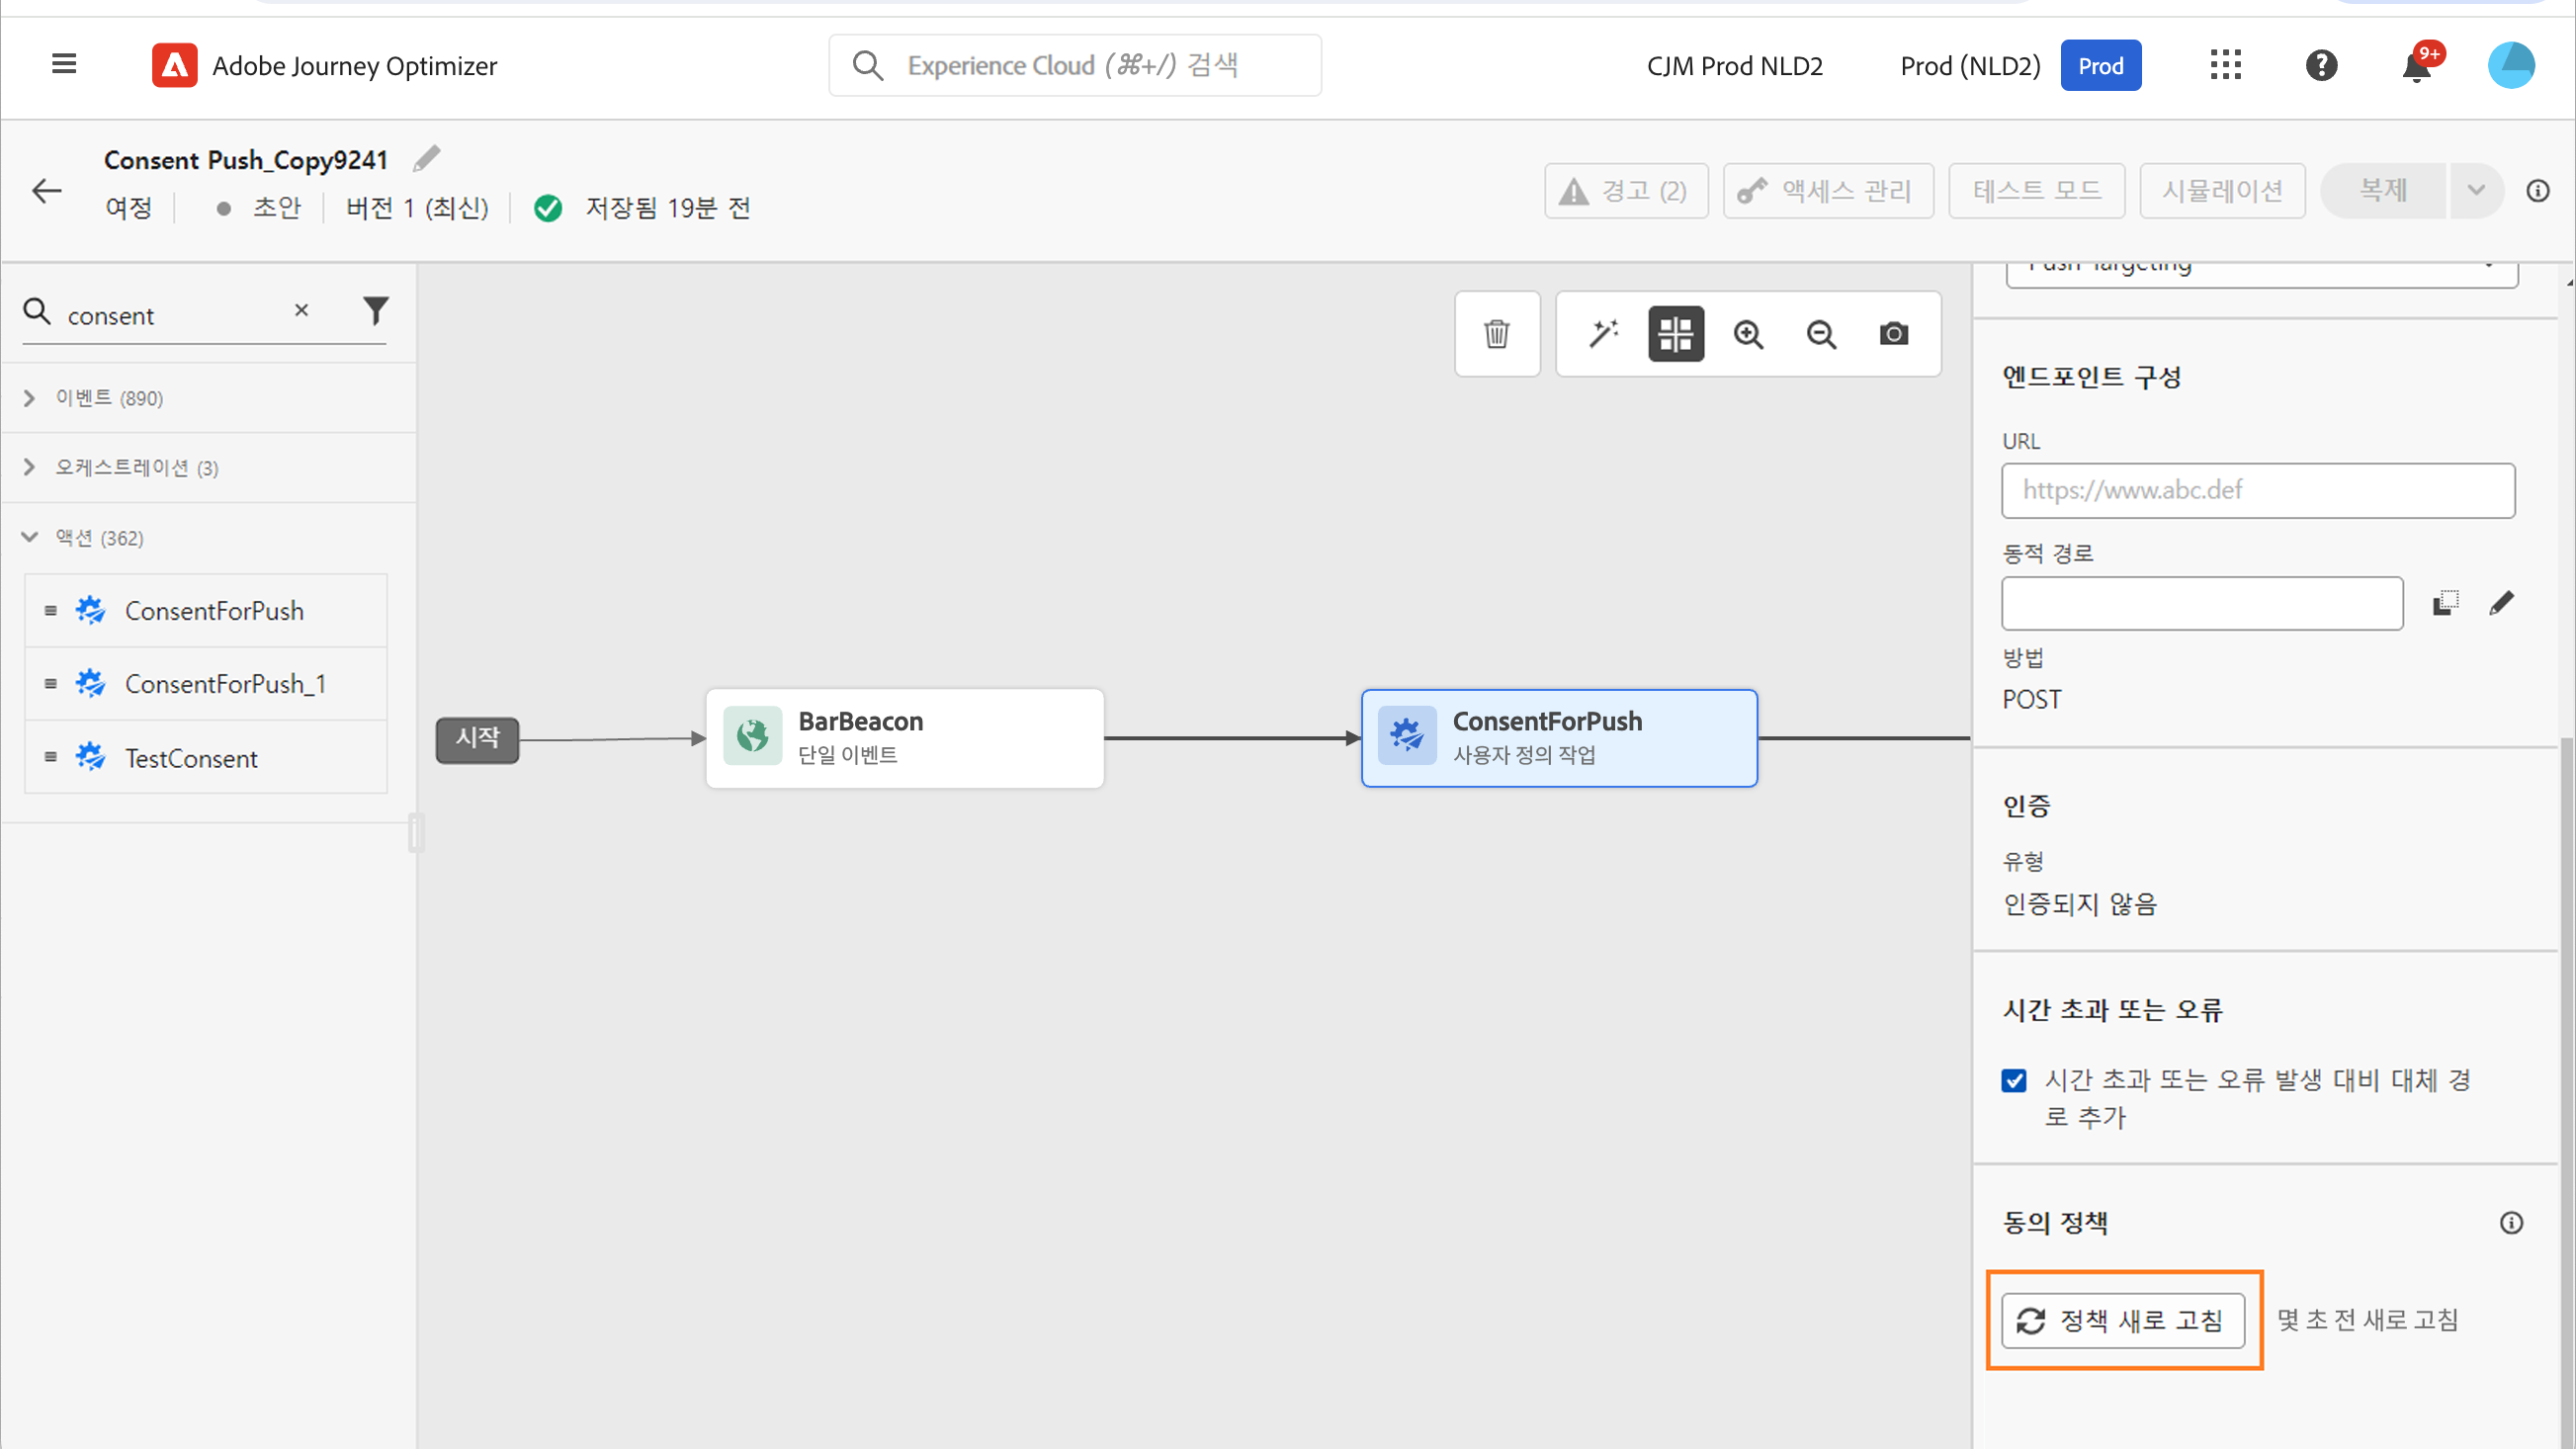 Adobe Journey Optimizer
Experience Cloud (⌘+/) 검색
CJM Prod NLD2
Prod (NLD2)
Prod
9+
Consent Push_Copy9241
여정
초안
버전 1 (최신)
저장됨 19분 전
경고 (2)
액세스 관리
테스트 모드
시뮬레이션
복제
consent
이벤트 (890)
오케스트레이션 (3)
액션 (362)
ConsentForPush
ConsentForPush_1
TestConsent
시작
BarBeacon
단일 이벤트
ConsentForPush
사용자 정의 작업
Push Targeting
엔드포인트 구성
URL
https://www.abc.def
동적 경로
방법
POST
인증
유형
인증되지 않음
시간 초과 또는 오류
시간 초과 또는 오류 발생 대비 대체 경
로 추가
동의 정책
정책 새로 고침
몇 초 전 새로 고침